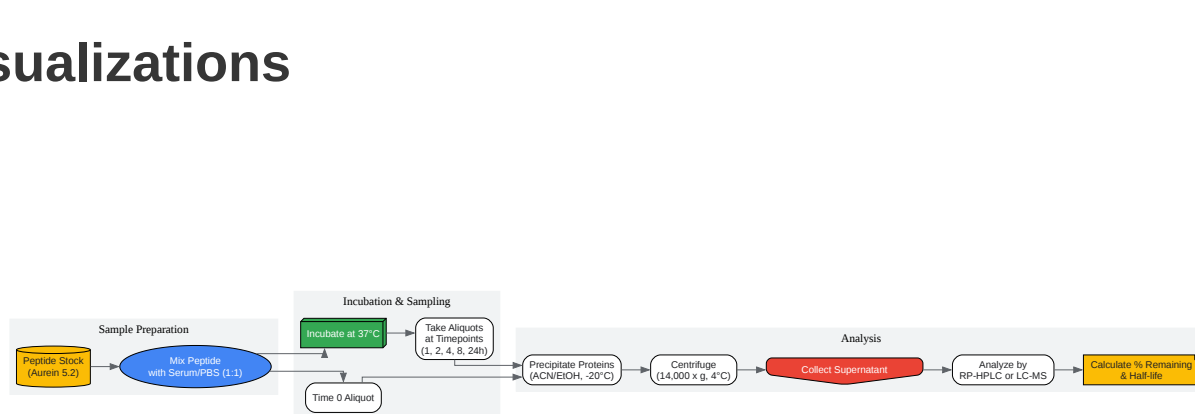 sualizations
Sample Preparation
Peptide Stock
(Aurein 5.2)
Mix Peptide
with Serum/PBS (1:1)
Incubation & Sampling
Incubate at 37°C
Take Aliquots
at Timepoints
(1, 2, 4, 8, 24h)
Time 0 Aliquot
Analysis
Precipitate Proteins
(ACN/EtOH, -20°C)
Centrifuge
(14,000 x g, 4°C)
Collect Supernatant
Analyze by
RP-HPLC or LC-MS
Calculate % Remaining
& Half-life